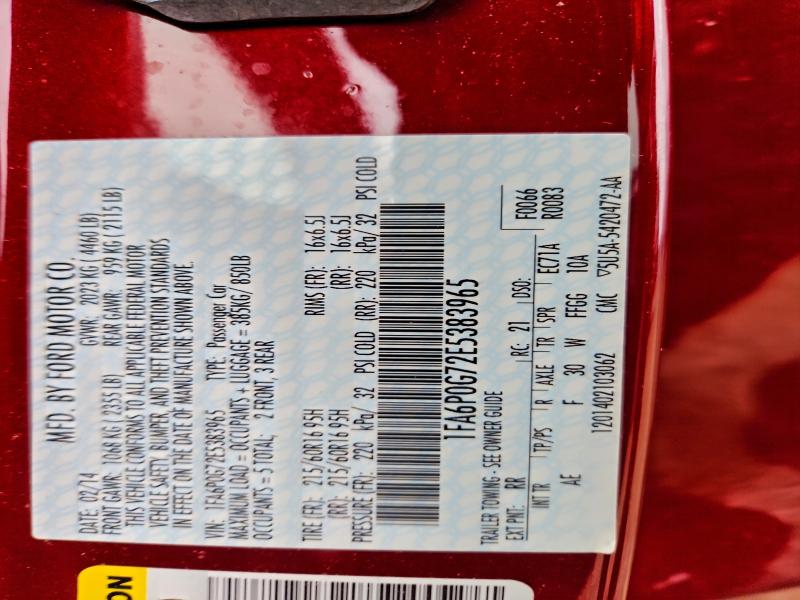 MFD. BY FORD MOTOR CO.
DATE: 02/14 GVWR: 2023 KG ( 4460 LB)
FRONT GAWR: 1068 KG ( 2355 LB) REAR GAWR: 959 KG ( 2115 LB)
THIS VEHICLE CONFORMS TO ALL APPLICABLE FEDERAL MOTOR
VEHICLE SAFETY, BUMPER, AND THEFT PREVENTION STANDARDS
IN EFFECT ON THE DATE OF MANUFACTURE SHOWN ABOVE.
VIN: 1FA6P0G72E5383965 TYPE: Passenger Car
MAXIMUM LOAD = OCCUPANTS + LUGGAGE = 385KG/ 850LB
OCCUPANTS = 5 TOTAL; 2 FRONT, 3 REAR
TIRE (FR): 215/60R16 95H RIMS (FR): 16x6.5J
(RR): 215/60R16 95H (RR): 16x6.5J
PRESSURE (FR): 220 kPa/ 32 PSI COLD (RR): 220 kPa/ 32 PSI COLD
1FA6P0G72E5383965
TRAILER TOWING - SEE OWNER GUIDE
F0066
EXT PNT: RR RC: 21 DSO: R0083
INT TR TP/PS R AXLE TR SPR EC71A
AE F 30 W FFGG 10A
1201402103062 CMC 5U5A-5420472-AA
ON